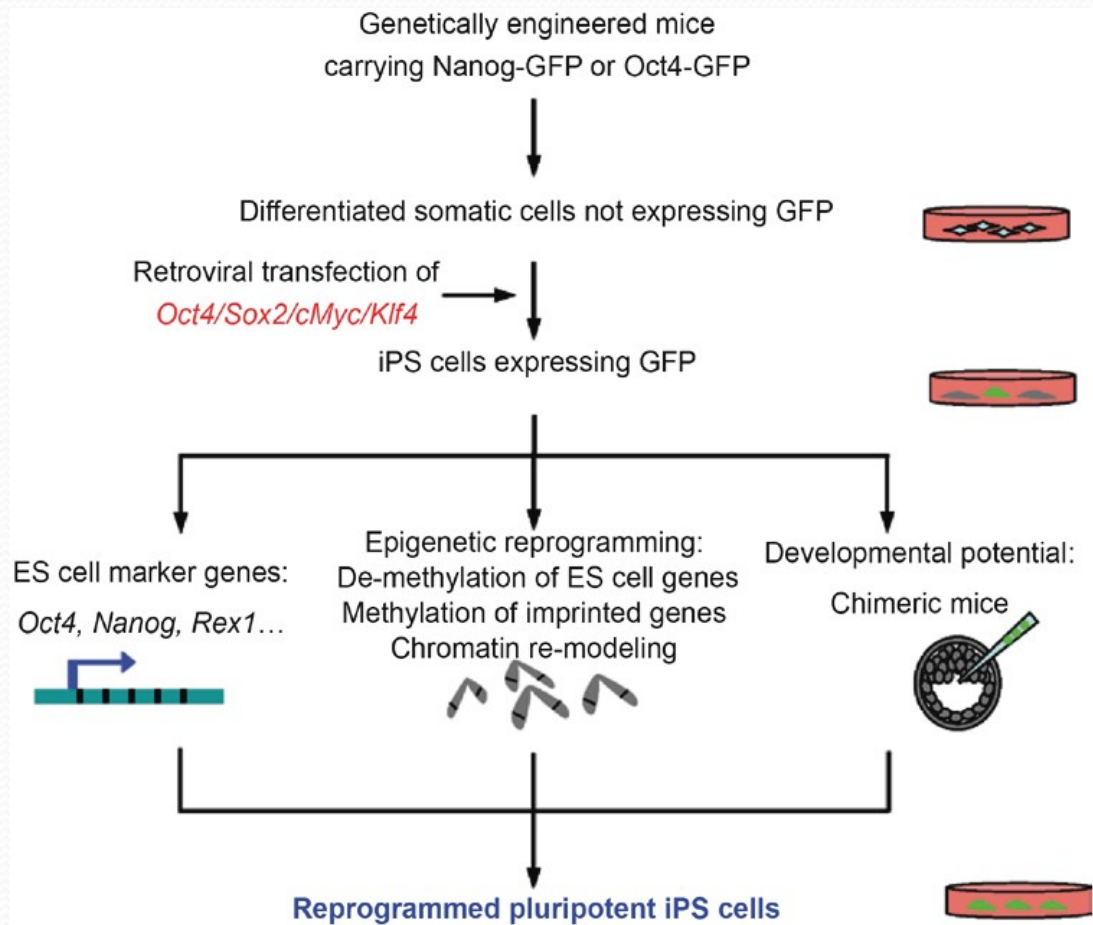 Genetically engineered mice
carrying Nanog-GFP or Oct4-GFP
Differentiated somatic cells not expressing GFP
Retroviral transfection of
Oct4/Sox2/cMyc/Klf4
iPS cells expressing GFP
ES cell marker genes:
Oct4, Nanog, Rex1...
Epigenetic reprogramming:
De-methylation of ES cell genes
Methylation of imprinted genes
Chromatin re-modeling
Developmental potential:
Chimeric mice
Reprogrammed pluripotent iPS cells